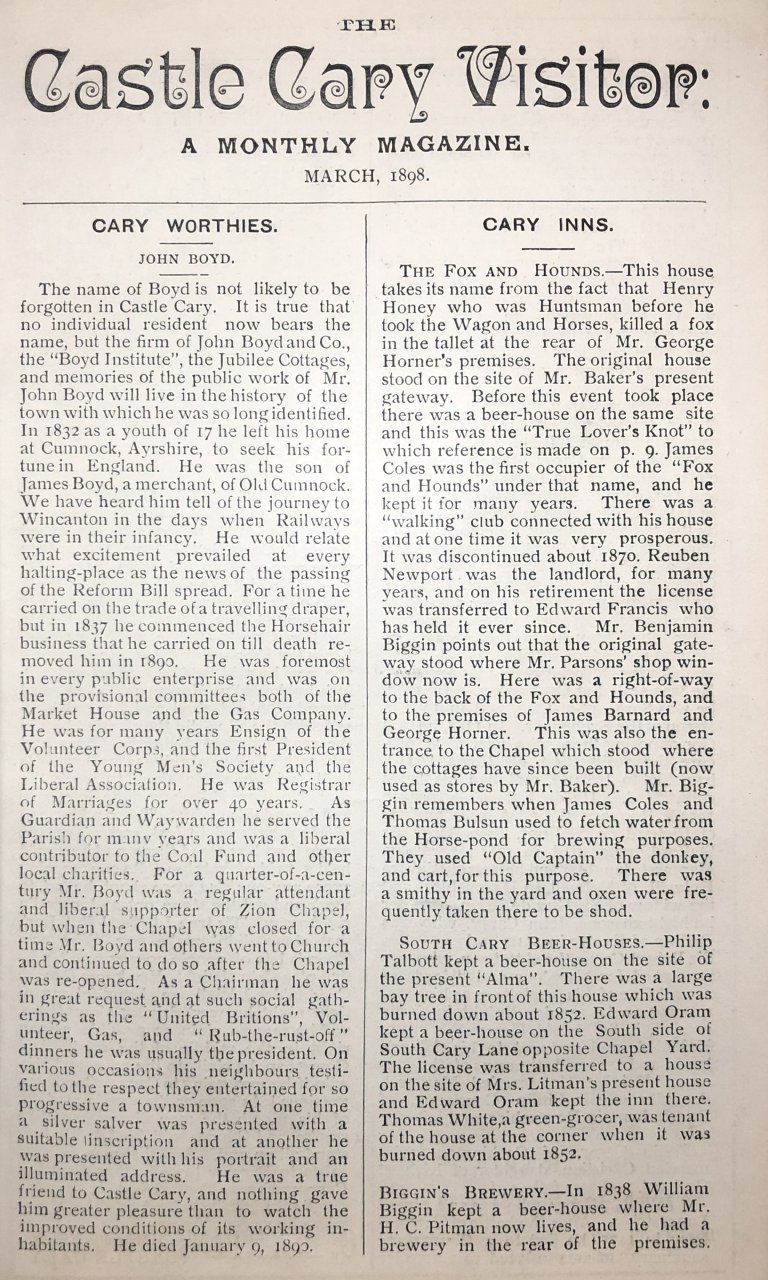 THE
Castle Cary Visitor:
A MONTHLY MAGAZINE.
MARCH, 1898.
CARY WORTHIES.
JOHN BOYD.
The name of Boyd is not likely to be
forgotten in Castle Cary. It is true that
no individual resident now bears the
name, but the firm of John Boyd and Co.,
the "Boyd Institute", the Jubilee Cottages,
and memories of the public work of Mr.
John Boyd will live in the history of the
town with which he was so long identified.
In 1832 as a youth of 17 he left his home
at Cumnock, Ayrshire, to seek his for-
tune in England. He was the son of
James Boyd, a merchant, of Old Cumnock.
We have heard him tell of the journey to
Wincanton in the days when Railways
were in their infancy. He would relate
what excitement prevailed at every
halting-place as the news of the passing
of the Reform Bill spread. For a time he
carried on the trade of a travelling draper,
but in 1837 he commenced the Horsehair
business that he carried on till death re-
moved him in 1890. He was foremost
in every public enterprise and was on
the provisional committees both of the
Market House and the Gas Company.
He was for many years Ensign of the
Volunteer Corps, and the first President
of the Young Men's Society and the
Liberal Association. He was Registrar
of Marriages for over 40 years. As
Guardian and Waywarden he served the
Parish for many years and was a liberal
contributor to the Coal Fund and other
local charities. For a quarter-of-a-cen-
tury Mr. Boyd was a regular attendant
and liberal supporter of Zion Chapel,
but when the Chapel was closed for a
time Mr. Boyd and others went to Church
and continued to do so after the Chapel
was re-opened. As a Chairman he was
in great request and at such social gath-
erings as the "United Britions", Vol-
unteer, Gas, and "Rub-the-rust-off"
dinners he was usually the president. On
various occasions his neighbours testi-
fied to the respect they entertained for so
progressive a townsman. At one time
a silver salver was presented with a
suitable iinscription and at another he
was presented with his portrait and an
illuminated address. He was a true
friend to Castle Cary, and nothing gave
him greater pleasure than to watch the
improved conditions of its working in-
habitants. He died January 9, 1890.
CARY INNS.
THE FOX AND HOUNDS.—This house
takes its name from the fact that Henry
Honey who was Huntsman before he
took the Wagon and Horses, killed a fox
in the tallet at the rear of Mr. George
Horner's premises. The original house
stood on the site of Mr. Baker's present
gateway. Before this event took place
there was a beer-house on the same site
and this was the "True Lover's Knot" to
which reference is made on p. 9. James
Coles was the first occupier of the "Fox
and Hounds" under that name, and he
kept it for many years. There was a
"walking" club connected with his house
and at one time it was very prosperous.
It was discontinued about 1870. Reuben
Newport was the landlord, for many
years, and on his retirement the license
was transferred to Edward Francis who
has held it ever since. Mr. Benjamin
Biggin points out that the original gate-
way stood where Mr. Parsons' shop win-
dow now is. Here was a right-of-way
to the back of the Fox and Hounds, and
to the premises of James Barnard and
George Horner. This was also the en-
trance to the Chapel which stood where
the cottages have since been built (now
used as stores by Mr. Baker). Mr. Big-
gin remembers when James Coles and
Thomas Bulsun used to fetch water from
the Horse-pond for brewing purposes.
They used "Old Captain" the donkey,
and cart, for this purpose. There was
a smithy in the yard and oxen were fre-
quently taken there to be shod.
SOUTH CARY BEER-HOUSES.—Philip
Talbott kept a beer-house on the site of
the present "Alma". There was a large
bay tree in front of this house which was
burned down about 1852. Edward Oram
kept a beer-house on the South side of
South Cary Lane opposite Chapel Yard.
The license was transferred to a house
on the site of Mrs. Litman's present house
and Edward Oram kept the inn there.
Thomas White, a green-grocer, was tenant
of the house at the corner when it was
burned down about 1852.
BIGGIN'S BREWERY.—In 1838 William
Biggin kept a beer-house where Mr.
H. C. Pitman now lives, and he had a
brewery in the rear of the premises.